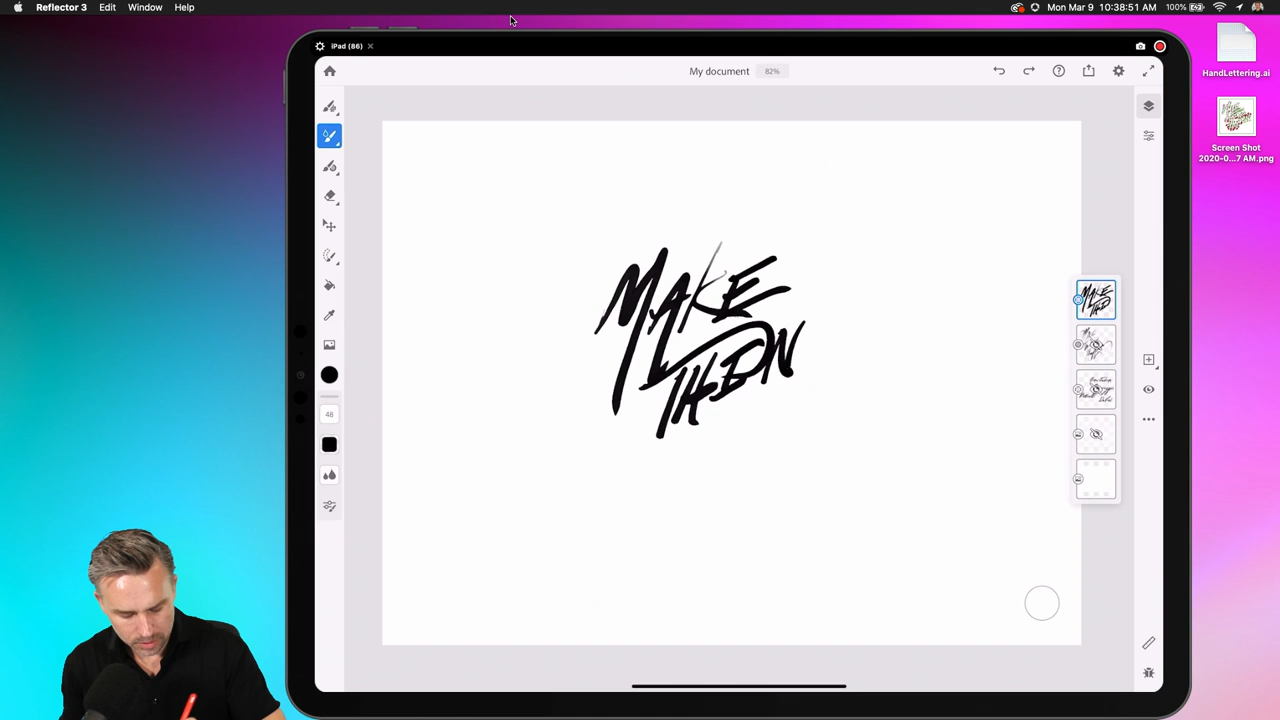 Reflector 3 Edit Window Help
Mon Mar 9 10:38:51 AM 100%
iPad (86)
My document 82%
HandLettering.ai
Screen Shot
2020-0...7 AM.png
48
MAKE